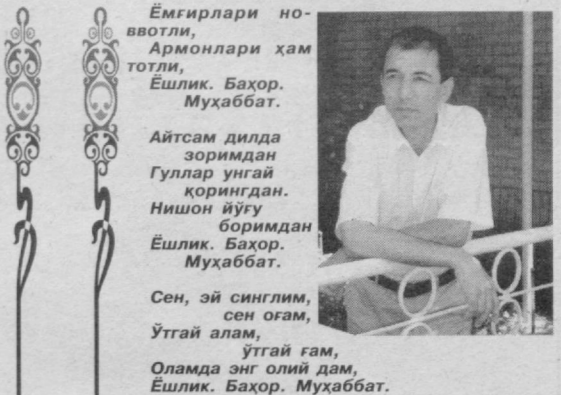 Ёмғирлари но-
ввотли,
Армонлари ҳам
тотли,
Ёшлик. Баҳор.
Муҳаббат.
Айтсам дилда
зоримдан
Гуллар унгай
қорингдан.
Нишон йўғу
боримдан
Ёшлик. Баҳор.
Муҳаббат.
Сен, эй синглим,
сен оғам,
Ўтгай алам,
ўтгай ғам,
Оламда энг олий дам,
Ёшлик. Баҳор. Муҳаббат.